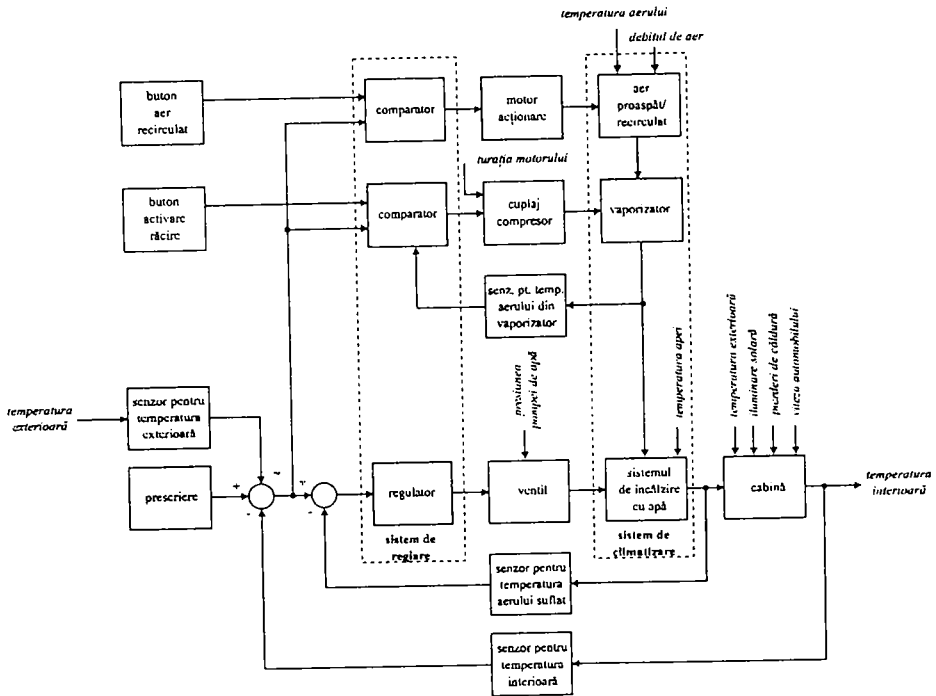 temperatura aerului
debitul de aer
buton
aer
recirculat
comparator
motor
acționare
aer
proaspăt/
recirculat
turația motorului
buton
activare
răcire
comparator
cuplaj
compresor
vaporizator
senz. pt. temp.
aerului din
vaporizator
presiunea
pompei de apă
temperatura apei
temperatura exterioară
iluminare solară
pierderi de căldură
viteza automobilului
temperatura
exterioară
senzor pentru
temperatura
exterioară
prescriere
+
-
+
-
+
-
regulator
ventil
sistemul
de încălzire
cu apă
cabină
temperatura
interioară
sistem de
reglare
sistem de
climatizare
senzor pentru
temperatura
aerului suflat
senzor pentru
temperatura
interioară